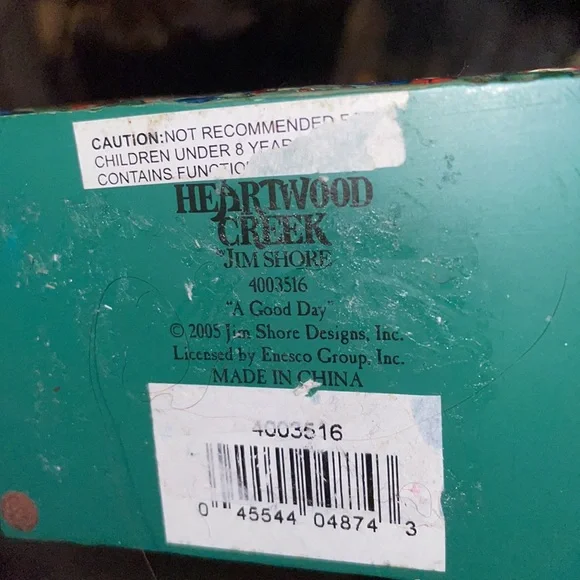 CAUTION:NOT RECOMMENDED
CHILDREN UNDER 8
CONTAINS
HEARTWOOD
CREEK
JIM SHORE
4003516
"A Good Day"
© 2005 Jim Shore Designs, Inc.
Licensed by Enesco Group, Inc.
MADE IN CHINA
4003516
0 45544 04874 3